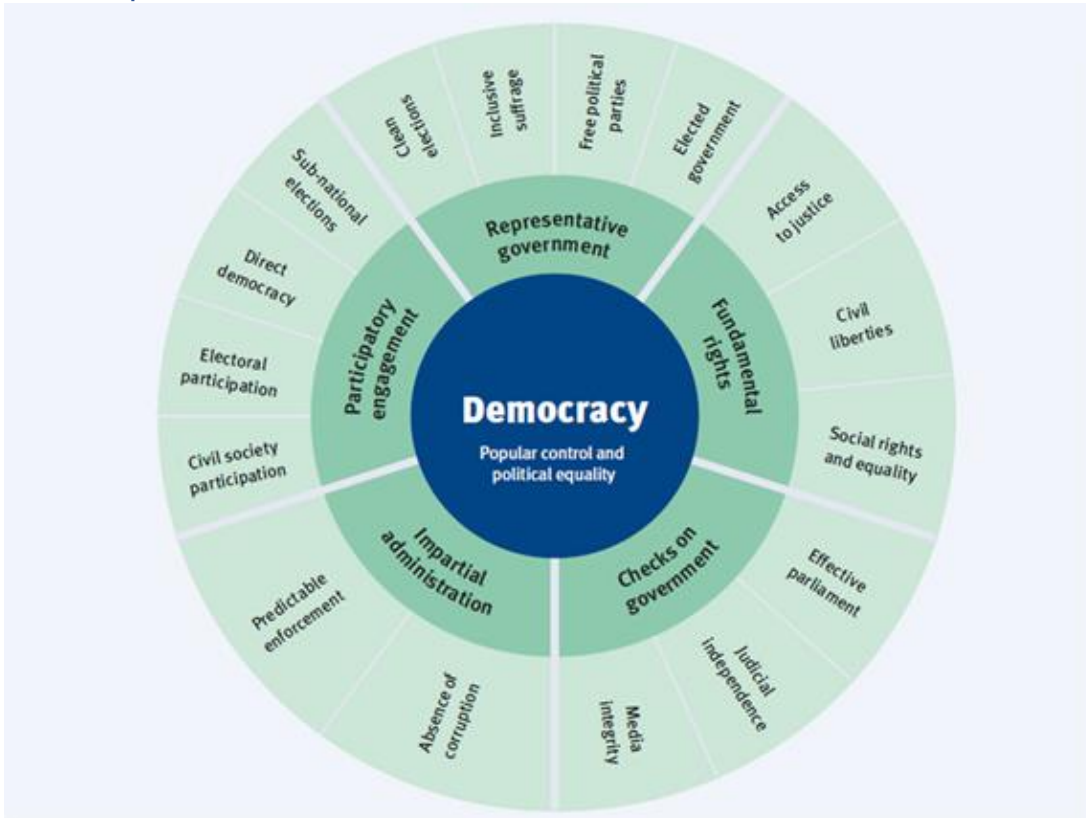 Democracy
Popular control and
political equality
Representative
government
Clean
elections
Inclusive
suffrage
Free political
parties
Elected
government
Fundamental
rights
Access
to justice
Civil
liberties
Social rights
and equality
Checks on
government
Effective
parliament
Judicial
independence
Media
integrity
Impartial
administration
Absence of
corruption
Predictable
enforcement
Participatory
engagement
Civil society
participation
Electoral
participation
Direct
democracy
Sub-national
elections